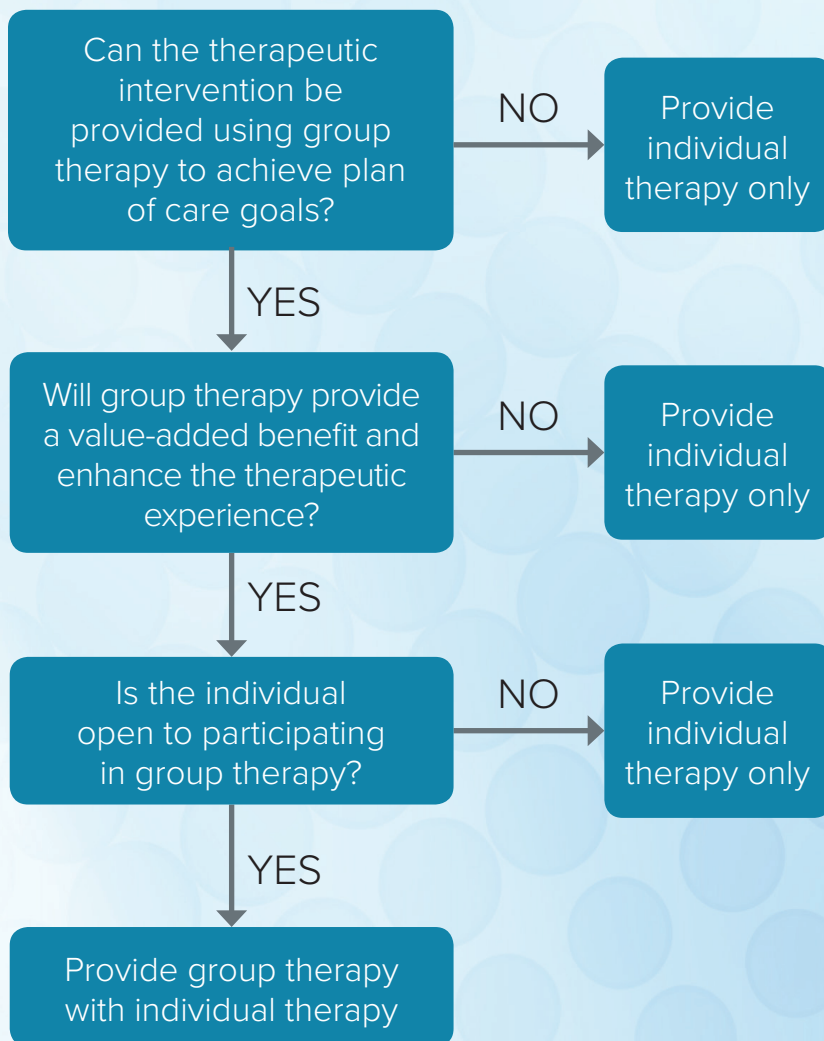 Can the therapeutic
intervention be
provided using group
therapy to achieve plan
of care goals?
NO
Provide
individual
therapy only
YES
Will group therapy provide
a value-added benefit and
enhance the therapeutic
experience?
NO
Provide
individual
therapy only
YES
Is the individual
open to participating
in group therapy?
NO
Provide
individual
therapy only
YES
Provide group therapy
with individual therapy